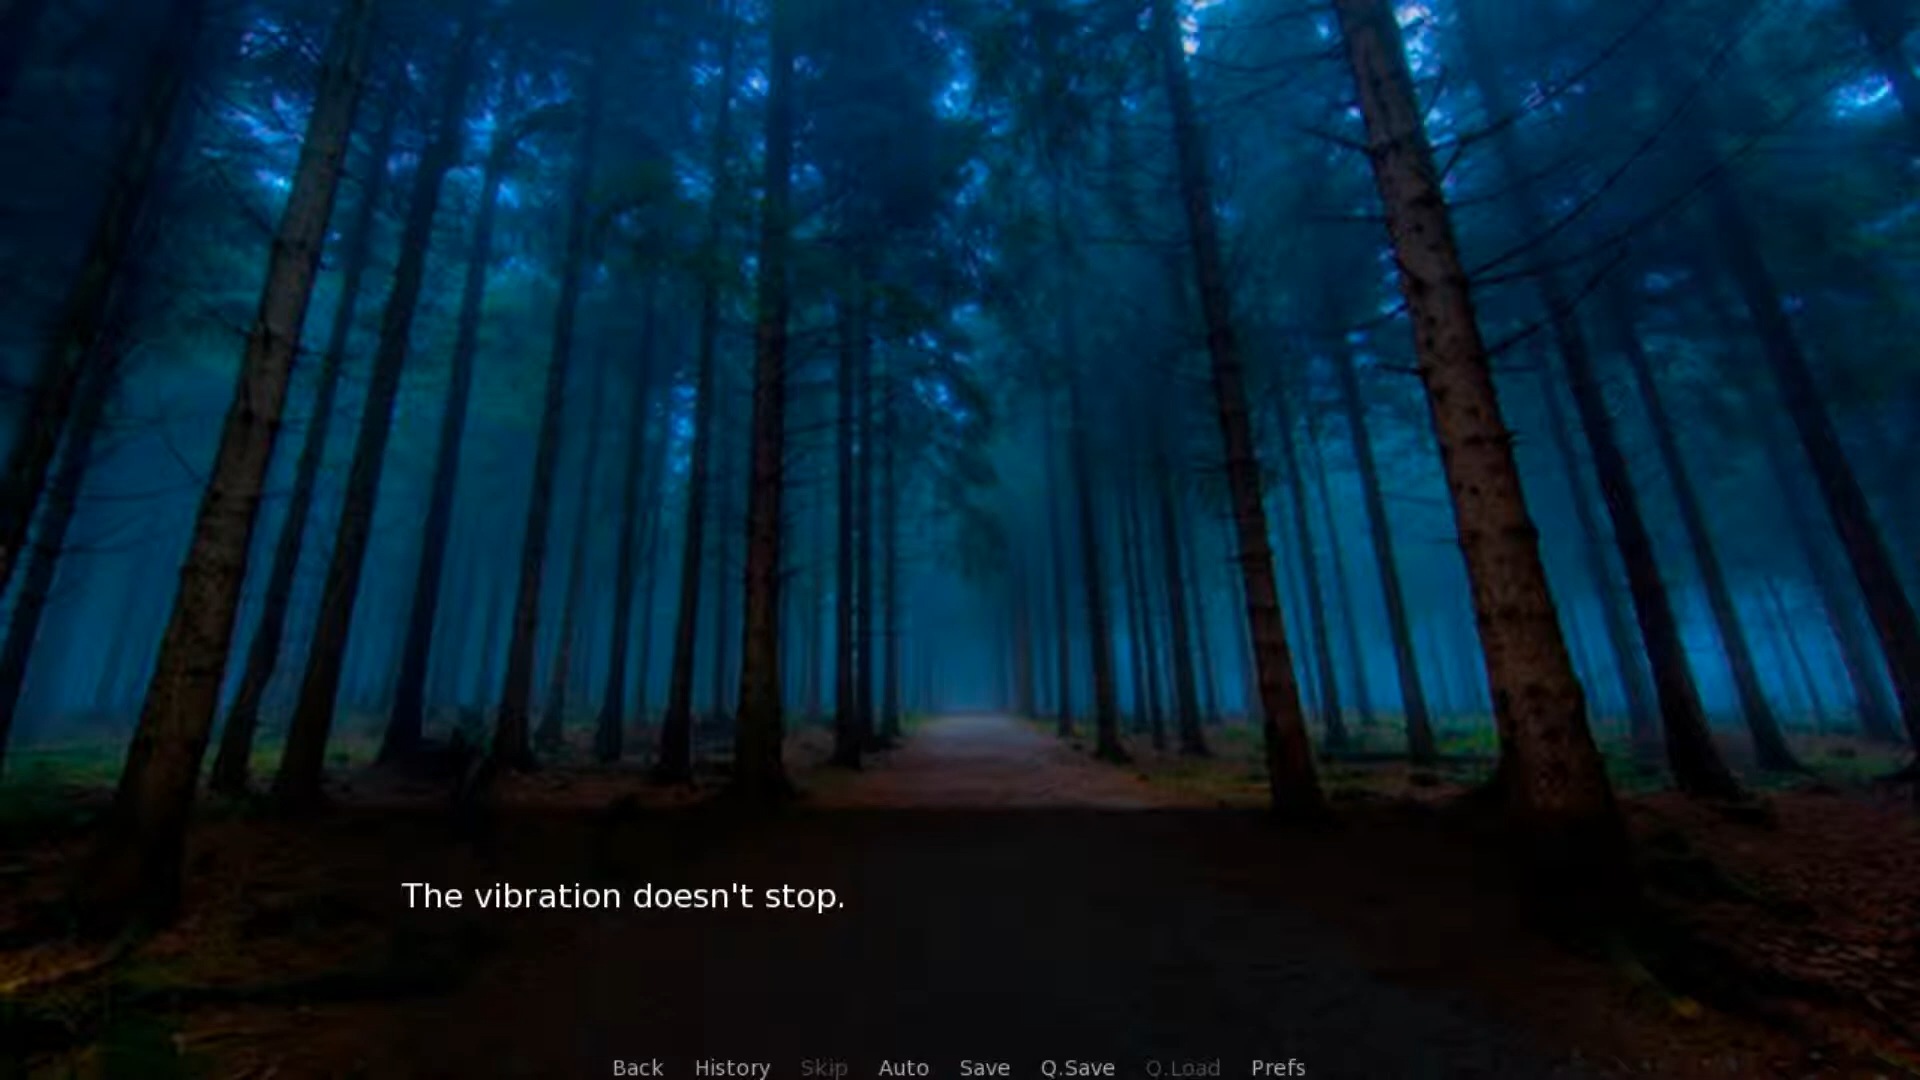 The vibration doesn't stop.
Back History Skip Auto Save Q.Save Q.Load Prefs